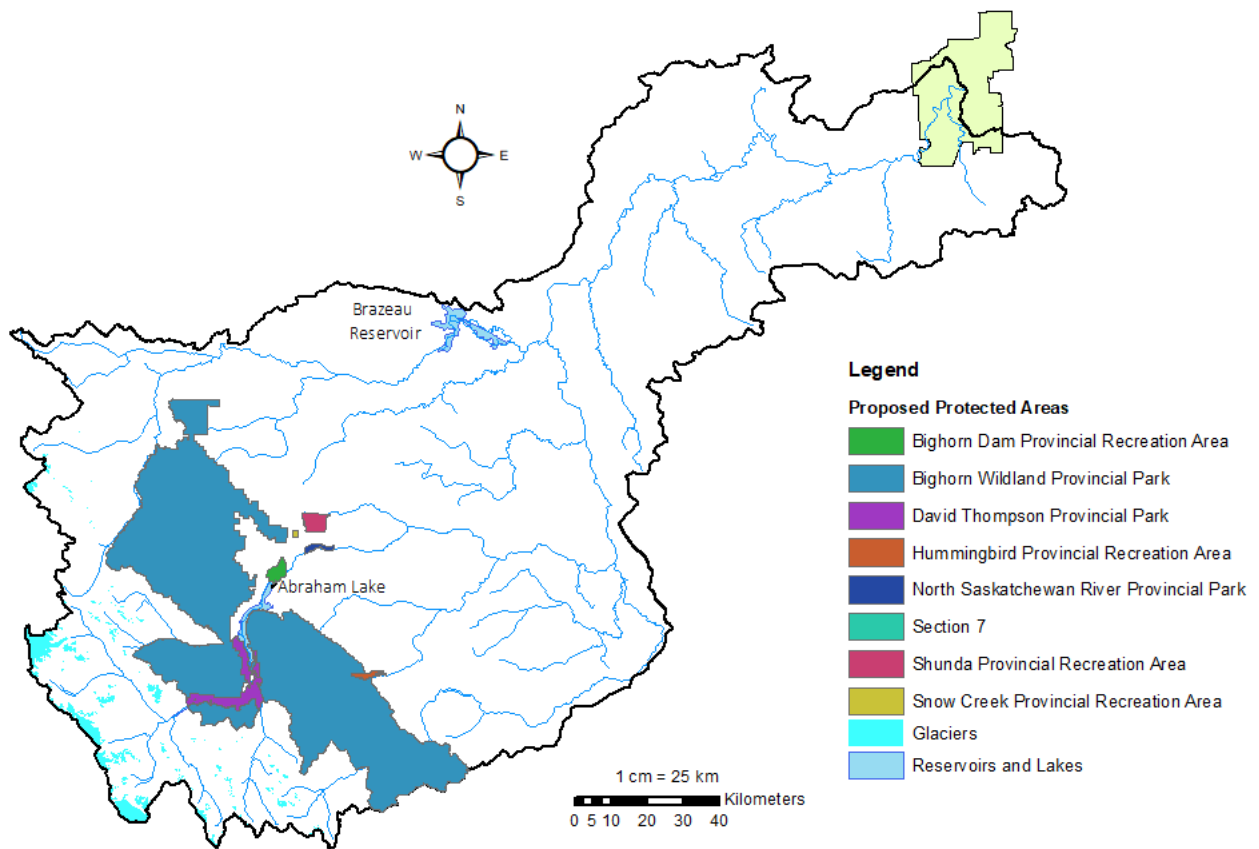 N
W E
S
Brazeau
Reservoir
Abraham Lake
Legend
Proposed Protected Areas
Bighorn Dam Provincial Recreation Area
Bighorn Wildland Provincial Park
David Thompson Provincial Park
Hummingbird Provincial Recreation Area
North Saskatchewan River Provincial Park
Section 7
Shunda Provincial Recreation Area
Snow Creek Provincial Recreation Area
Glaciers
Reservoirs and Lakes
1 cm = 25 km
Kilometers
0 5 10 20 30 40